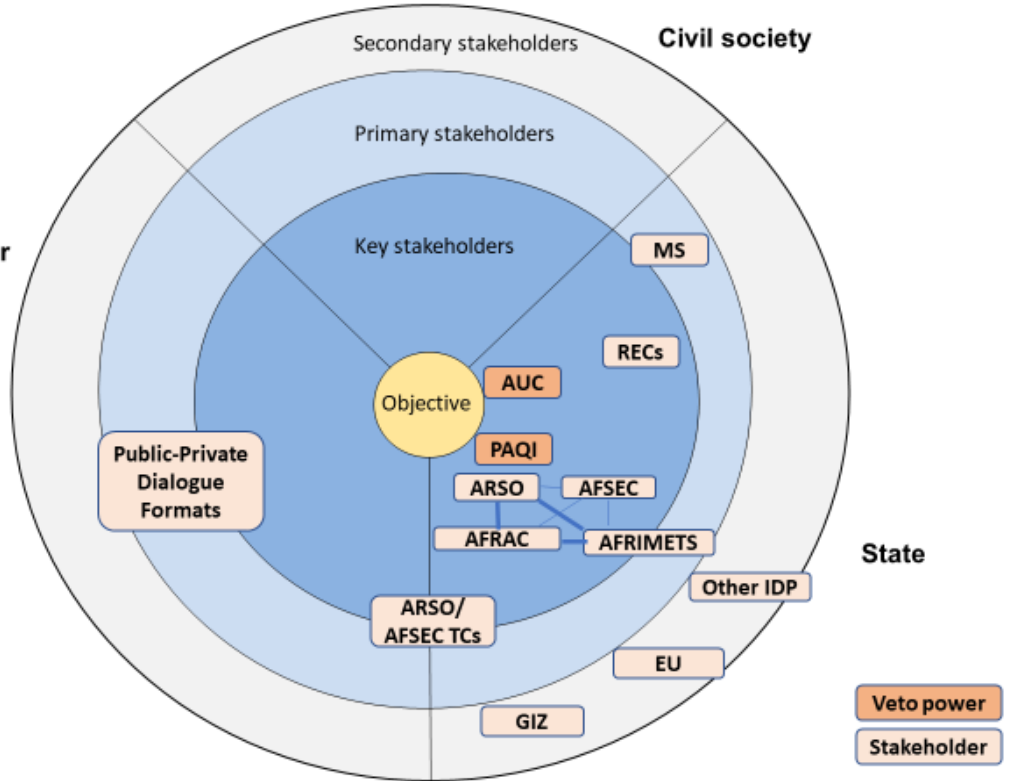 Secondary stakeholders
Civil society
Primary stakeholders
r
Key stakeholders
MS
RECs
AUC
Objective
PAQI
Public-Private
Dialogue
Formats
ARSO
AFSEC
AFRAC
AFRIMETS
State
Other IDP
ARSO/
AFSEC TCs
EU
GIZ
Veto power
Stakeholder